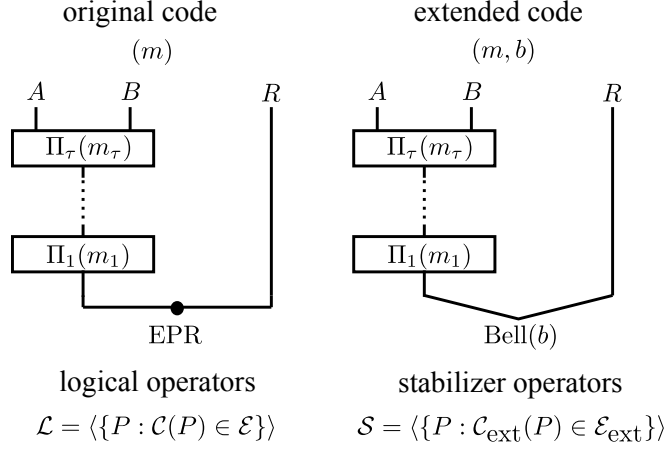 original code
extended code
(m)
(m, b)
A B R
A B R
Π_τ(m_τ)
Π_τ(m_τ)
Π_1(m_1)
Π_1(m_1)
EPR
Bell(b)
logical operators
stabilizer operators
ℒ = ⟨{P : 𝒞(P) ∈ ℰ}⟩
𝒮 = ⟨{P : 𝒞_ext(P) ∈ ℰ_ext}⟩